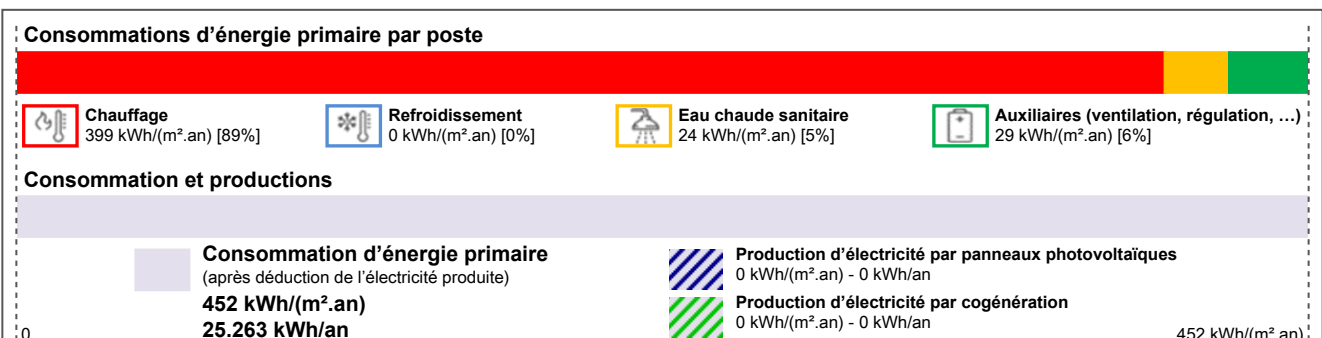 Consommations d’énergie primaire par poste
Chauffage
399 kWh/(m².an) [89%]
Refroidissement
0 kWh/(m².an) [0%]
Eau chaude sanitaire
24 kWh/(m².an) [5%]
Auxiliaires (ventilation, régulation, …)
29 kWh/(m².an) [6%]
Consommation et productions
Consommation d’énergie primaire
(après déduction de l’électricité produite)
452 kWh/(m².an)
25.263 kWh/an
Production d’électricité par panneaux photovoltaïques
0 kWh/(m².an) - 0 kWh/an
Production d’électricité par cogénération
0 kWh/(m².an) - 0 kWh/an
0
452 kWh/(m².an)